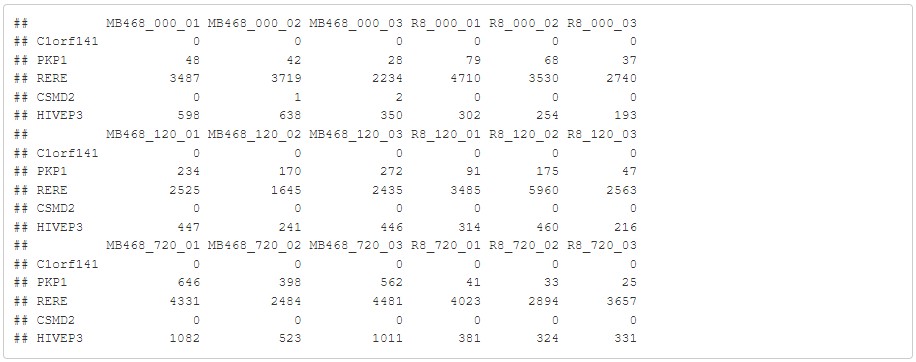 ##          MB468_000_01 MB468_000_02 MB468_000_03 R8_000_01 R8_000_02 R8_000_03
## C1orf141            0            0            0         0         0         0
## PKP1               48           42           28        79        68        37
## RERE             3487         3719         2234      4710      3530      2740
## CSMD2               0            1            2         0         0         0
## HIVEP3            598          638          350       302       254       193
##          MB468_120_01 MB468_120_02 MB468_120_03 R8_120_01 R8_120_02 R8_120_03
## C1orf141            0            0            0         0         0         0
## PKP1              234          170          272        91       175        47
## RERE             2525         1645         2435      3485      5960      2563
## CSMD2               0            0            0         0         0         0
## HIVEP3            447          241          446       314       460       216
##          MB468_720_01 MB468_720_02 MB468_720_03 R8_720_01 R8_720_02 R8_720_03
## C1orf141            0            0            0         0         0         0
## PKP1              646          398          562        41        33        25
## RERE             4331         2484         4481      4023      2894      3657
## CSMD2               0            0            0         0         0         0
## HIVEP3           1082          523         1011       381       324       331